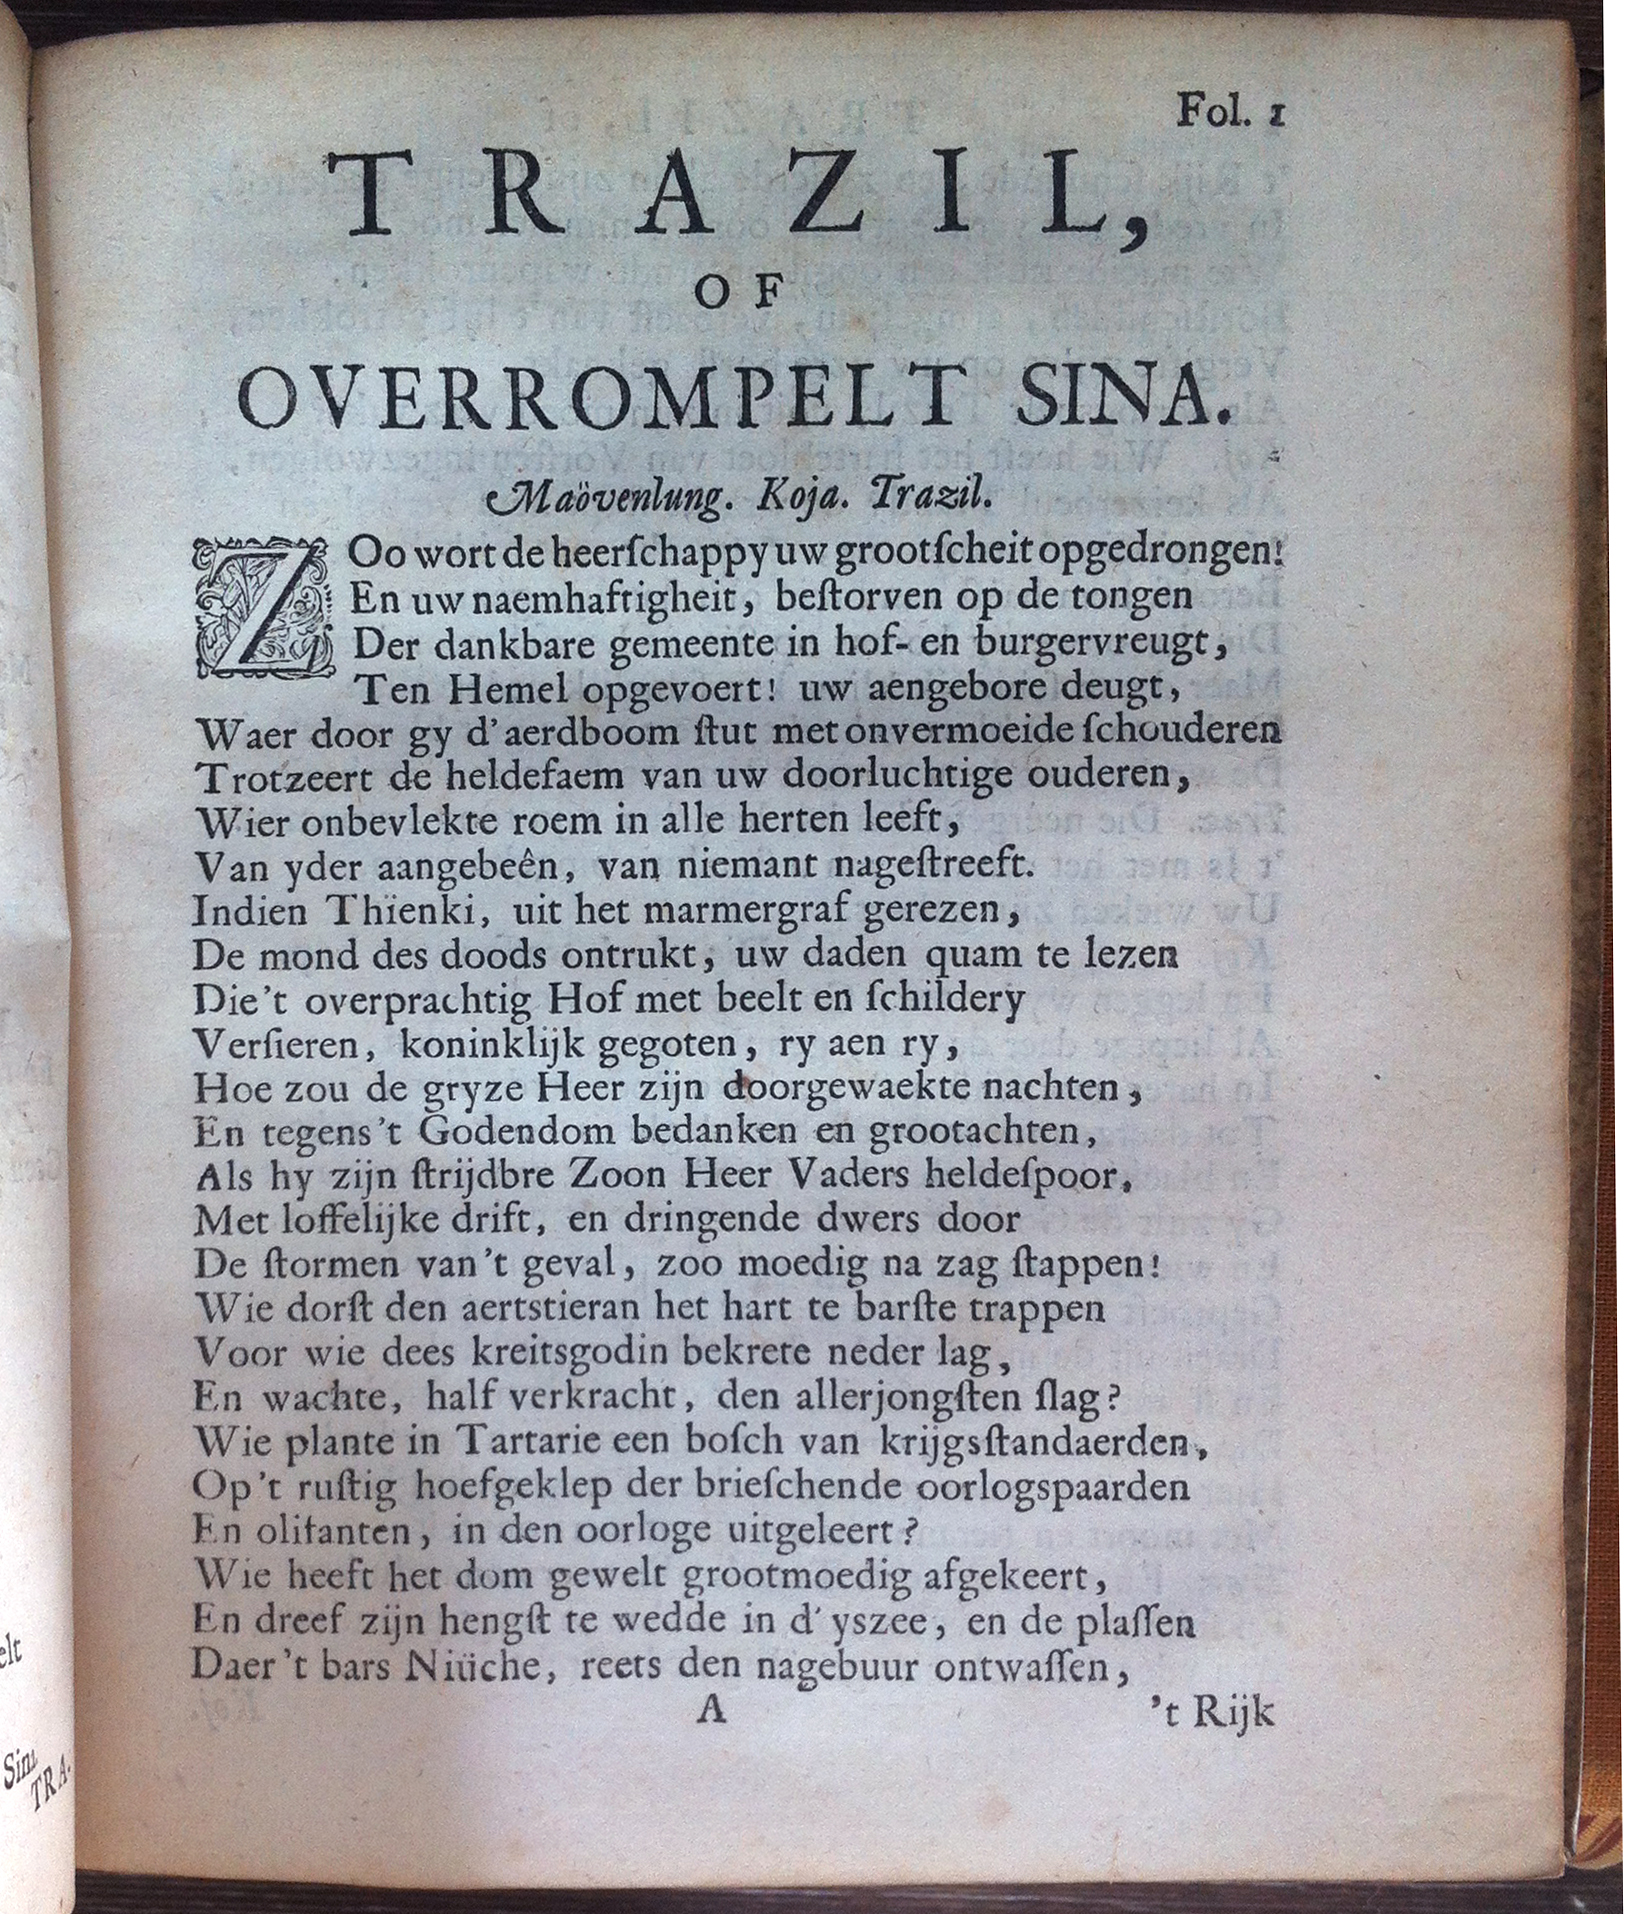 Fol. 1
TRAZIL,
OF
OVERROMPELT SINA.
Maövenlung. Koja. Trazil.
ZOo wort de heerſchappy uw grootſcheit opgedrongen!
En uw naemhaftigheit, beſtorven op de tongen
Der dankbare gemeente in hof- en burgervreugt,
Ten Hemel opgevoert! uw aengebore deugt,
Waer door gy d'aerdboom ſtut met onvermoeide ſchouderen
Trotzeert de heldefaem van uw doorluchtige ouderen,
Wier onbevlekte roem in alle herten leeft,
Van yder aangebeên, van niemant nageſtreeft.
Indien Thïenki, uit het marmergraf gerezen,
De mond des doods ontrukt, uw daden quam te lezen
Die't overprachtig Hof met beelt en ſchildery
Verſieren, koninklijk gegoten, ry aen ry,
Hoe zou de gryze Heer zijn doorgewaekte nachten,
En tegens't Godendom bedanken en grootachten,
Als hy zijn ſtrijdbre Zoon Heer Vaders heldeſpoor,
Met loffelijke drift, en dringende dwers door
De ſtormen van't geval, zoo moedig na zag ſtappen!
Wie dorſt den aertstieran het hart te barſte trappen
Voor wie dees kreitsgodin bekrete neder lag,
En wachte, half verkracht, den allerjongſten ſlag?
Wie plante in Tartarie een boſch van krijgsſtandaerden,
Op't ruſtig hoefgeklep der brieſchende oorlogspaarden
En olifanten, in den oorloge uitgeleert?
Wie heeft het dom gewelt grootmoedig afgekeert,
En dreef zijn hengſt te wedde in d'yszee, en de plaſſen
Daer't bars Niüche, reets den nagebuur ontwaſſen,
A
't Rijk
elt
TRA.